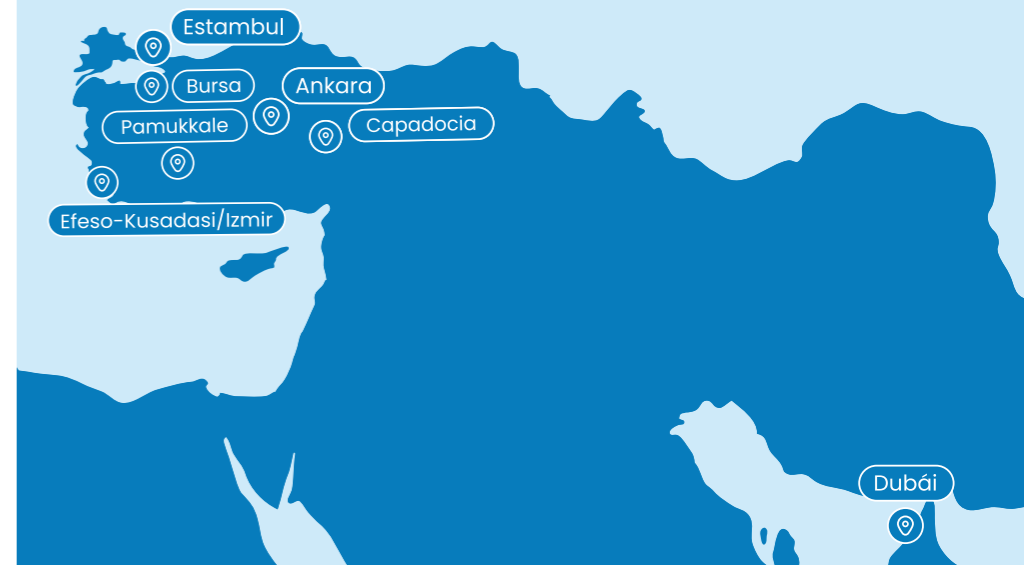 Estambul
Bursa
Ankara
Pamukkale
Capadocia
Efeso-Kusadasi/Izmir
Dubái